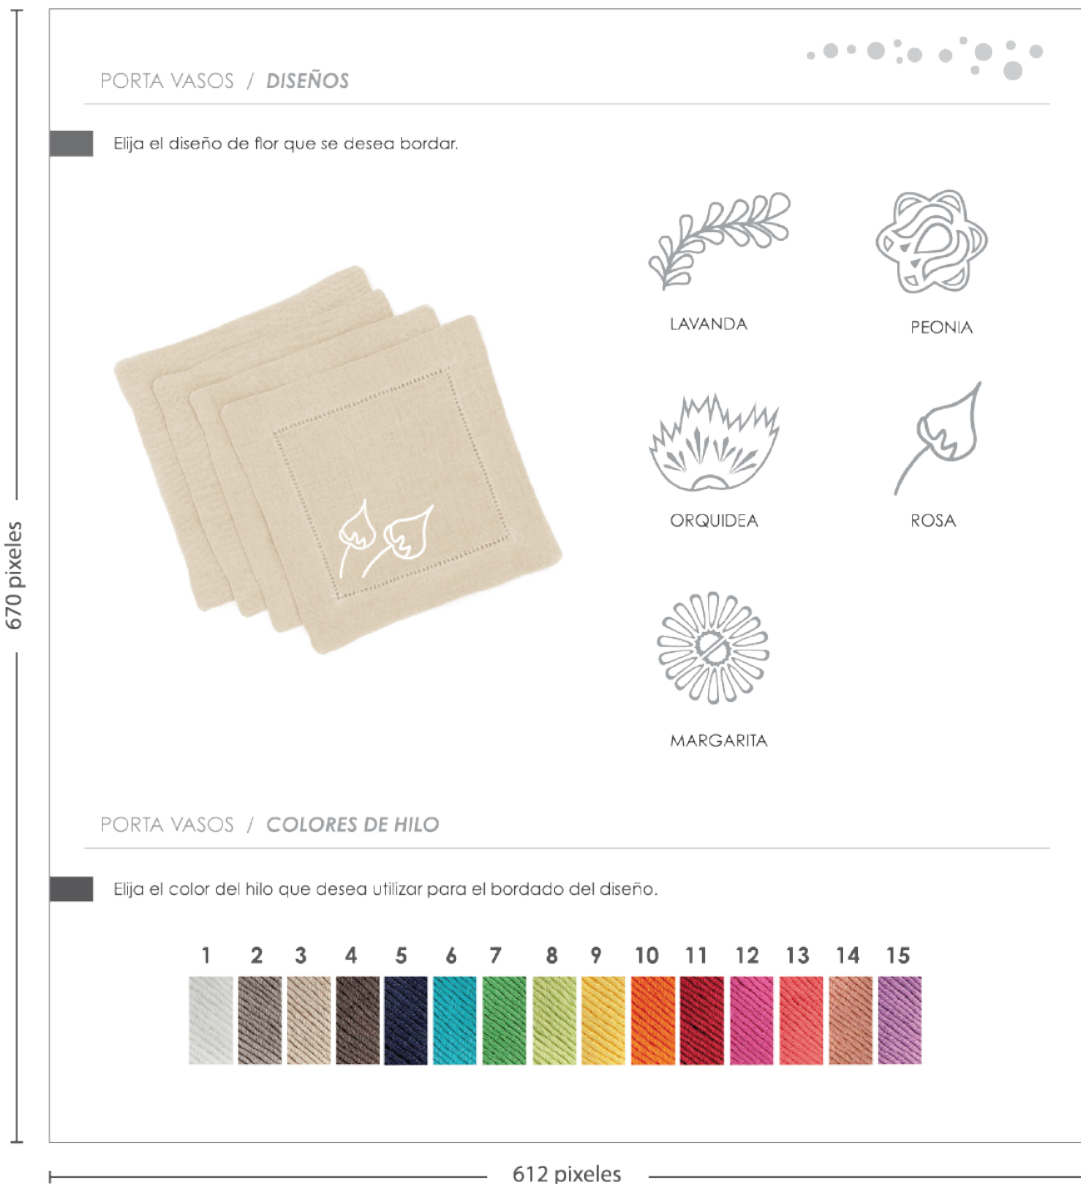 PORTA VASOS / DISEÑOS
Elija el diseño de flor que se desea bordar.
LAVANDA
PEONIA
ORQUIDEA
ROSA
MARGARITA
670 pixeles
PORTA VASOS / COLORES DE HILO
Elija el color del hilo que desea utilizar para el bordado del diseño.
1 2 3 4 5 6 7 8 9 10 11 12 13 14 15
612 pixeles